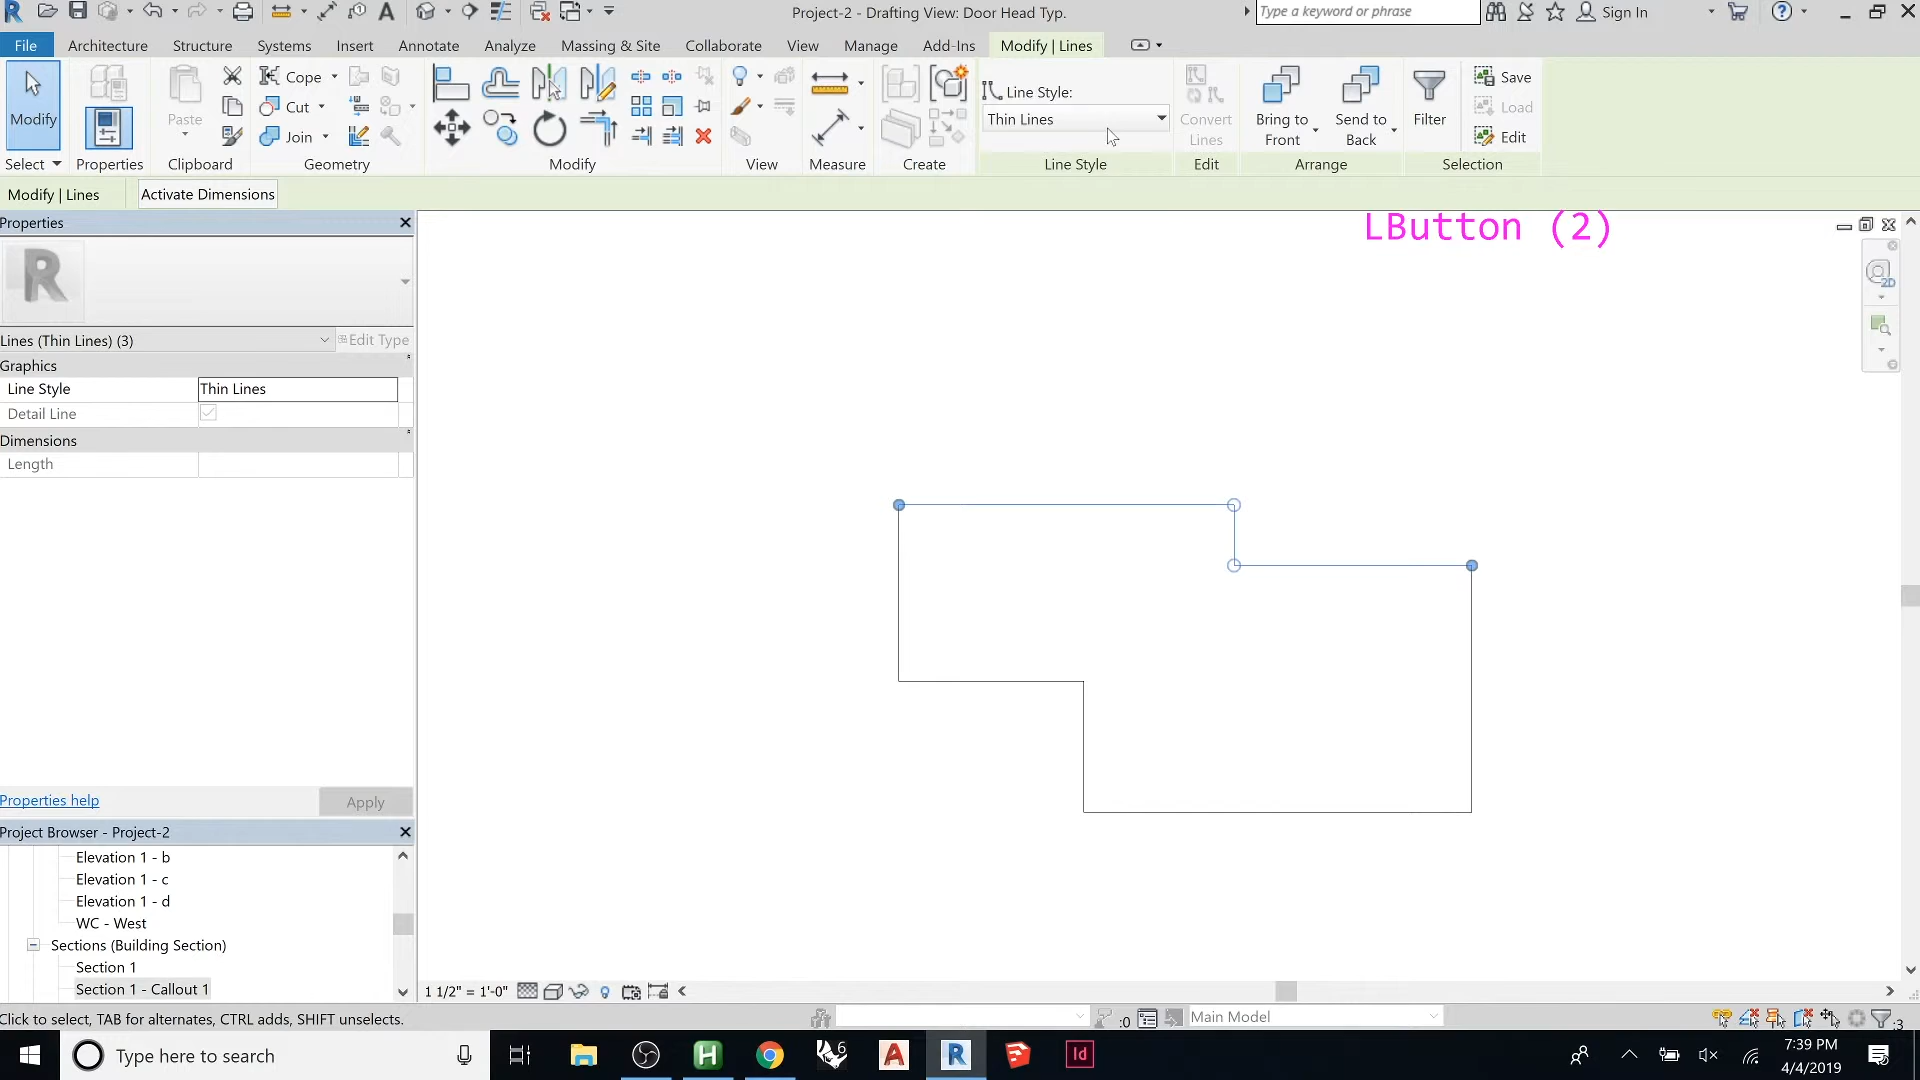 Project-2 - Drafting View: Door Head Typ.
Type a keyword or phrase
Sign In
File Architecture Structure Systems Insert Annotate Analyze Massing & Site Collaborate View Manage Add-Ins Modify | Lines
Modify
Paste
Cope
Cut
Join
Line Style:
Thin Lines
Convert Lines
Bring to Front
Send to Back
Filter
Save
Load
Edit
Select Properties Clipboard Geometry Modify View Measure Create Line Style Edit Arrange Selection
Modify | Lines Activate Dimensions
Properties
LButton (2)
R
2D
Lines (Thin Lines) (3) Edit Type
Graphics
Line Style Thin Lines
Detail Line
Dimensions
Length
Properties help Apply
Project Browser - Project-2
Elevation 1 - b
Elevation 1 - c
Elevation 1 - d
WC - West
Sections (Building Section)
Section 1
Section 1 - Callout 1
1 1/2" = 1'-0"
Click to select, TAB for alternates, CTRL adds, SHIFT unselects.
:0
Main Model
:3
Type here to search
7:39 PM
4/4/2019